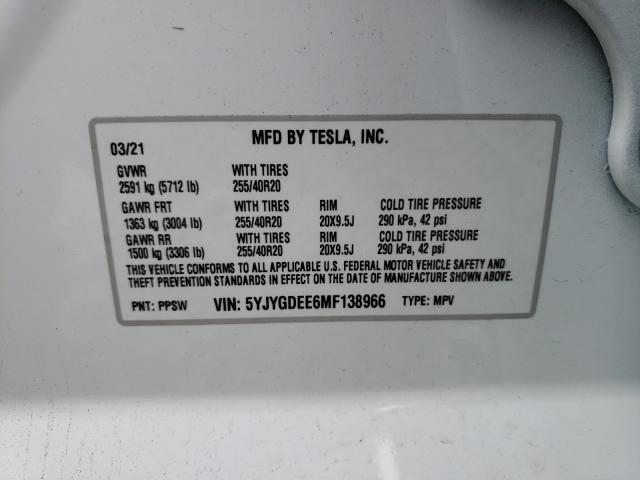 03/21 MFD BY TESLA, INC.
GVWR WITH TIRES
2591 kg (5712 lb) 255/40R20
GAWR FRT WITH TIRES RIM COLD TIRE PRESSURE
1363 kg (3004 lb) 255/40R20 20X9.5J 290 kPa, 42 psi
GAWR RR WITH TIRES RIM COLD TIRE PRESSURE
1500 kg (3306 lb) 255/40R20 20X9.5J 290 kPa, 42 psi
THIS VEHICLE CONFORMS TO ALL APPLICABLE U.S. FEDERAL MOTOR VEHICLE SAFETY AND
THEFT PREVENTION STANDARDS IN EFFECT ON THE DATE OF MANUFACTURE SHOWN ABOVE.
PNT: PPSW VIN: 5YJYGDEE6MF138966 TYPE: MPV